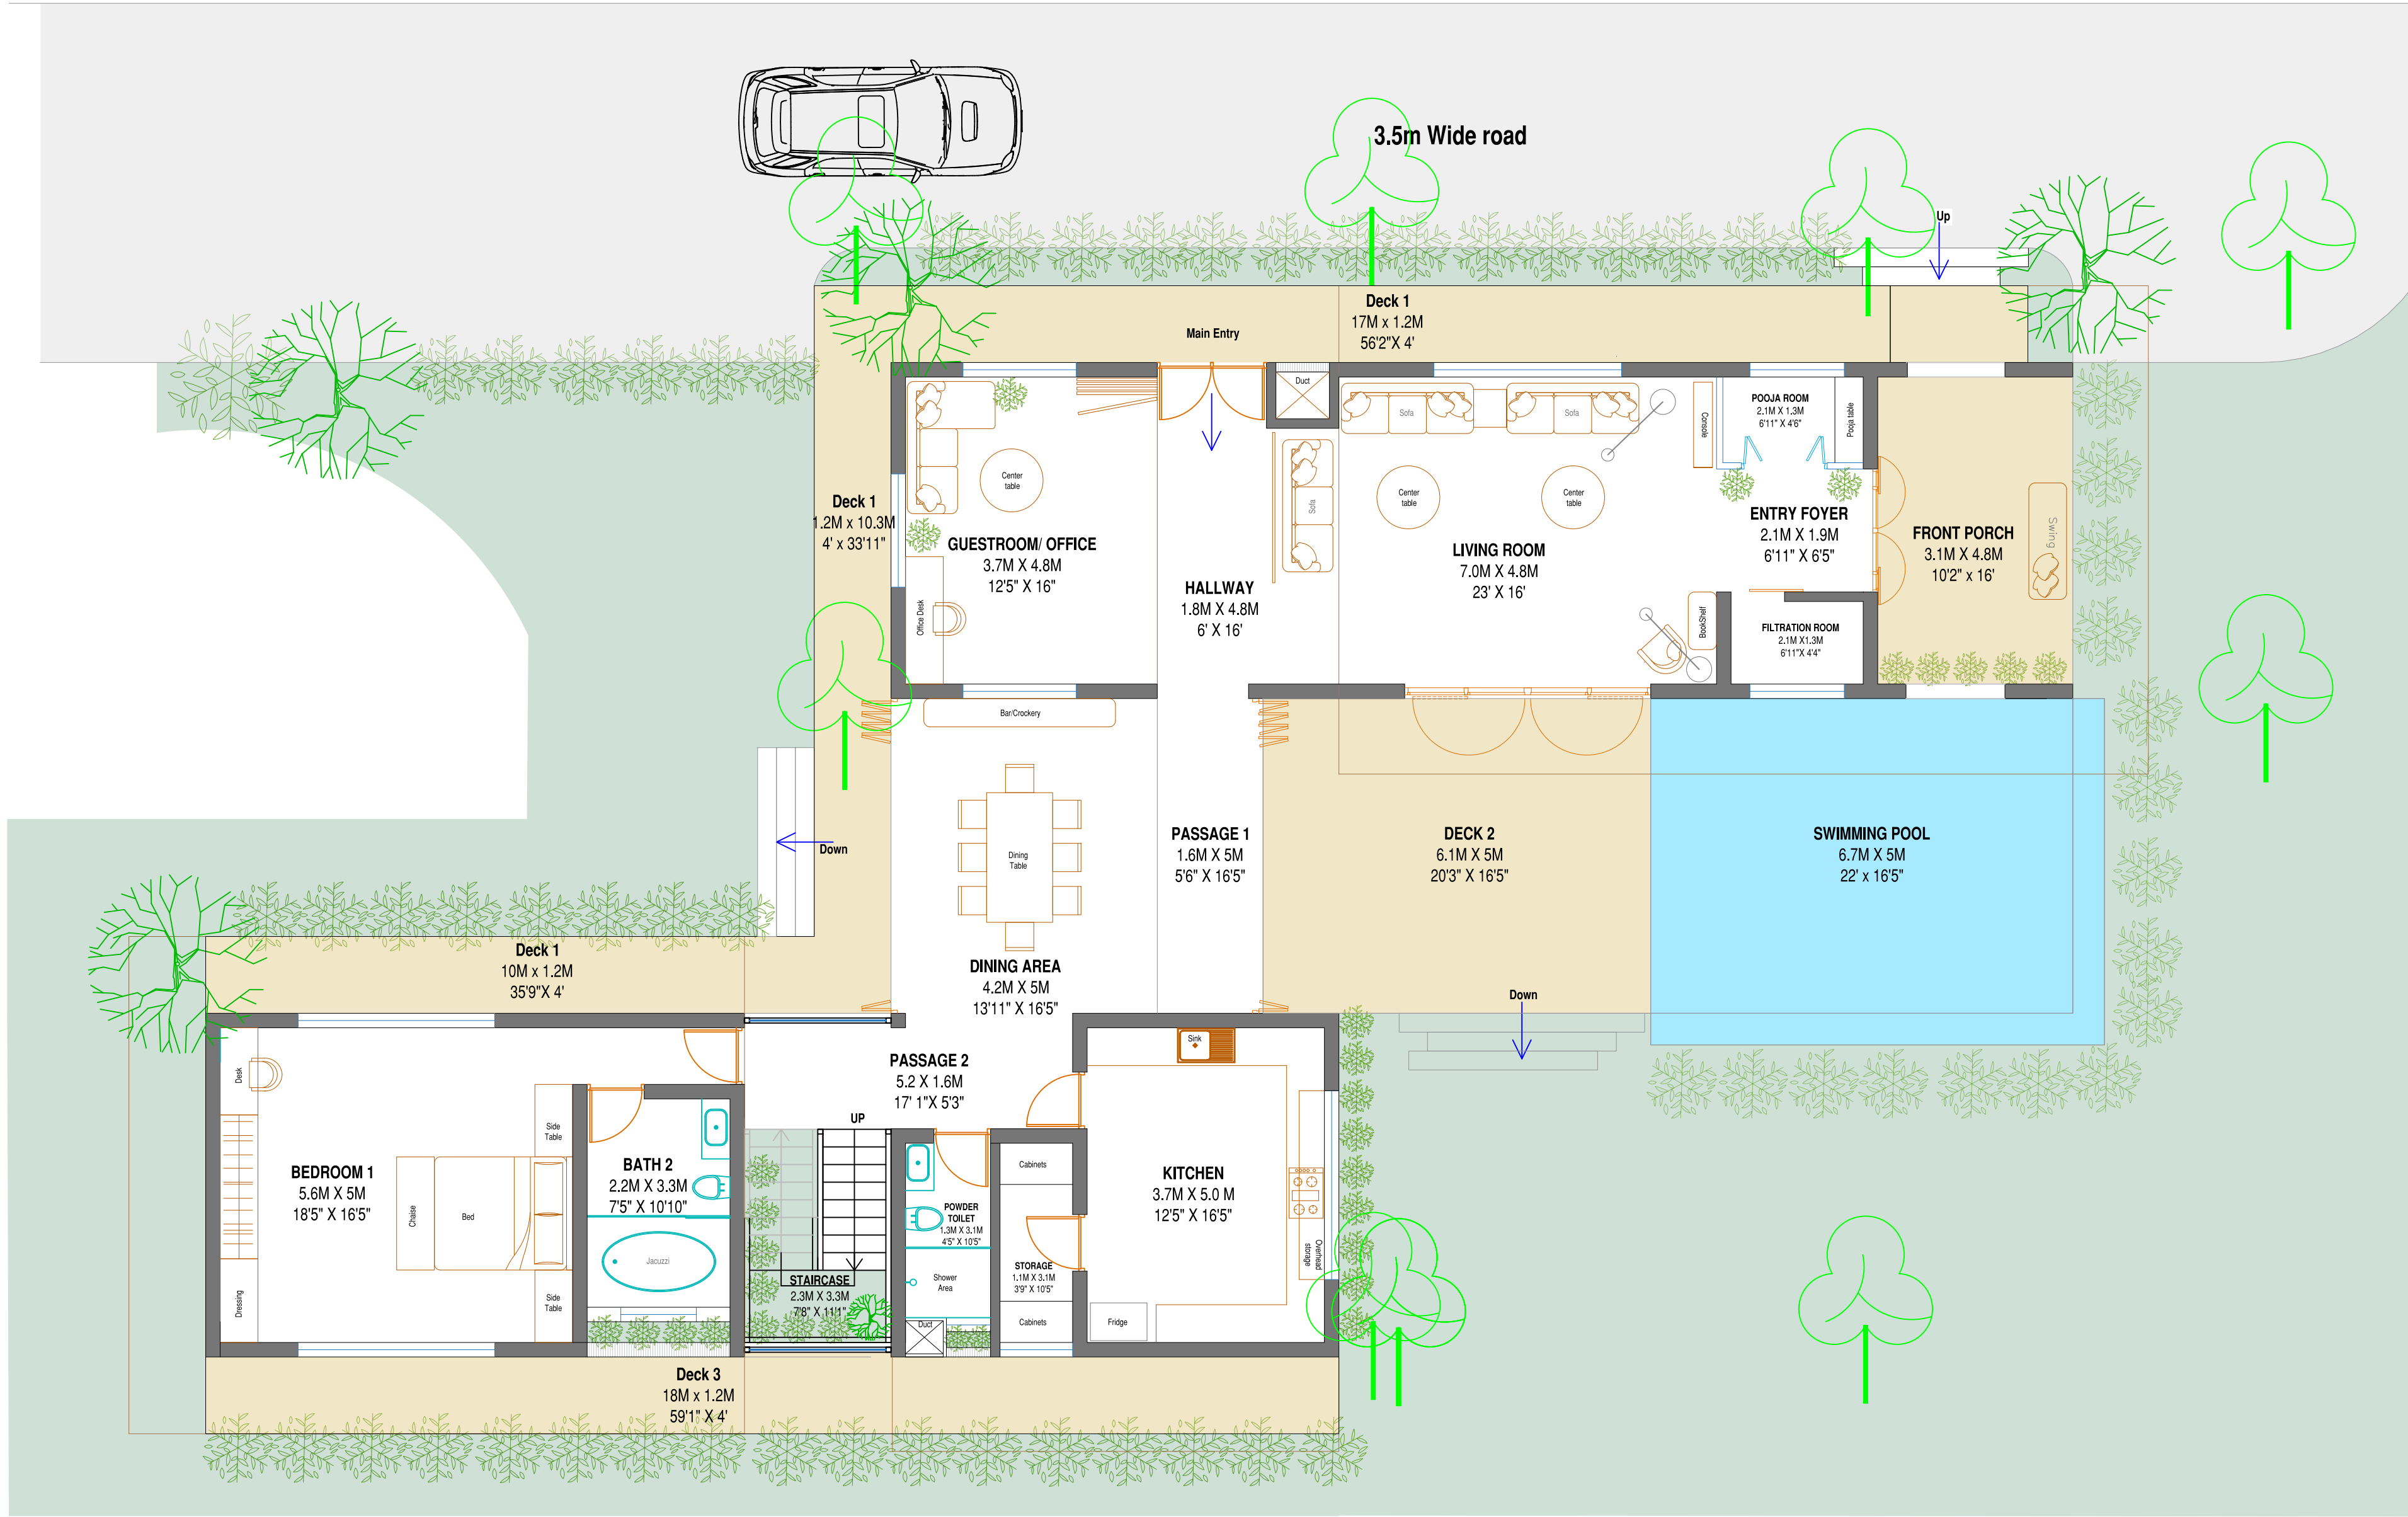 3.5m Wide road
Up
Deck 1
17M x 1.2M
56'2"X 4'
Main Entry
Duct
Sofa
Sofa
Console
POOJA ROOM
2.1M X 1.3M
6'11" X 4'6"
Pooja table
Center
table
Center
table
Center
table
Sofa
Deck 1
1.2M x 10.3M
4' x 33'11"
GUESTROOM/ OFFICE
3.7M X 4.8M
12'5" X 16"
Office Desk
HALLWAY
1.8M X 4.8M
6' X 16'
LIVING ROOM
7.0M X 4.8M
23' X 16'
ENTRY FOYER
2.1M X 1.9M
6'11" X 6'5"
FRONT PORCH
3.1M X 4.8M
10'2" x 16'
Swing
BookShelf
FILTRATION ROOM
2.1M X1.3M
6'11"X 4'4"
Bar/Crockery
Dining
Table
Down
PASSAGE 1
1.6M X 5M
5'6" X 16'5"
DECK 2
6.1M X 5M
20'3" X 16'5"
SWIMMING POOL
6.7M X 5M
22' x 16'5"
Deck 1
10M x 1.2M
35'9"X 4'
DINING AREA
4.2M X 5M
13'11" X 16'5"
Down
Desk
PASSAGE 2
5.2 X 1.6M
17' 1"X 5'3"
Sink
UP
Side
Table
BEDROOM 1
5.6M X 5M
18'5" X 16'5"
Chaise
Bed
BATH 2
2.2M X 3.3M
7'5" X 10'10"
Jacuzzi
Cabinets
KITCHEN
3.7M X 5.0 M
12'5" X 16'5"
POWDER
TOILET
1.3M X 3.1M
4'5" X 10'5"
Overhead
storage
Dressing
Side
Table
STAIRCASE
2.3M X 3.3M
7'8" X 11'1"
Shower
Area
STORAGE
1.1M X 3.1M
3'9" X 10'5"
Duct
Cabinets
Fridge
Deck 3
18M x 1.2M
59'1" X 4'